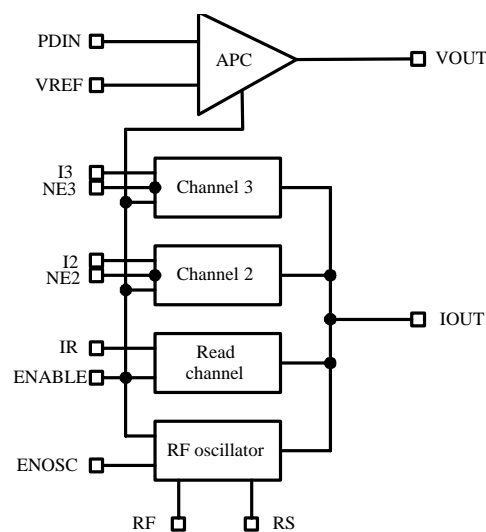 PDIN
APC
VOUT
VREF
I3
NE3
Channel 3
I2
NE2
Channel 2
IOUT
IR
Read
channel
ENABLE
RF oscillator
ENOSC
RF
RS